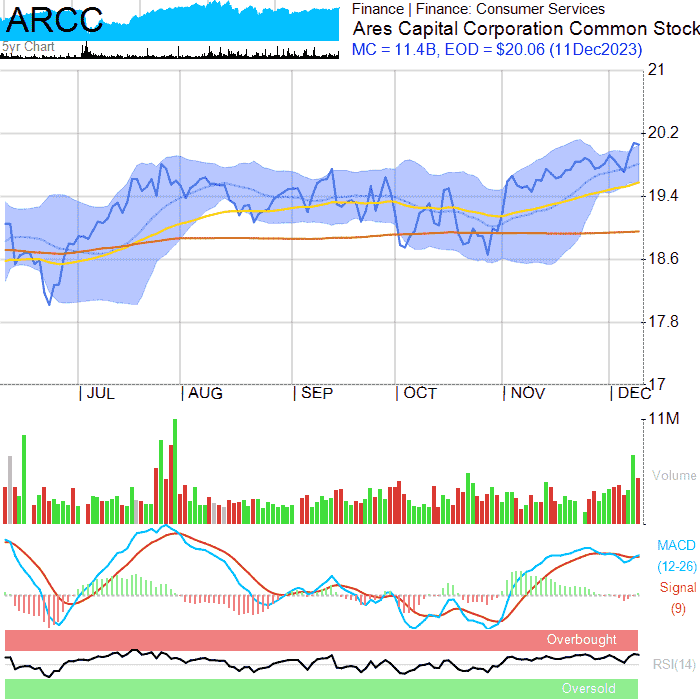 ARCC
5yr Chart
Finance | Finance: Consumer Services
Ares Capital Corporation Common Stock
MC = 11.4B, EOD = $20.06 (11Dec2023)
21
20.2
19.4
18.6
17.8
17
| JUL | AUG | SEP | OCT | NOV | DEC
11M
Volume
MACD
(12-26)
Signal
(9)
Overbought
RSI(14)
Oversold